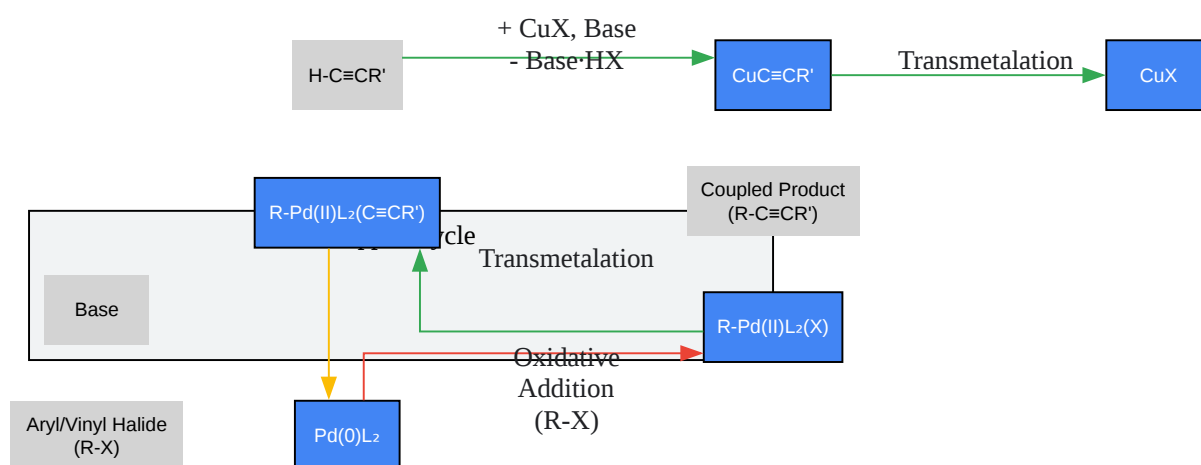 + CuX, Base
- Base·HX
H-C≡CR'
CuC≡CR'
Transmetalation
CuX
Coupled Product
(R-C≡CR')
R-Pd(II)L₂(C≡CR')
ycle
Transmetalation
Base
R-Pd(II)L₂(X)
Oxidative
Addition
(R-X)
Aryl/Vinyl Halide
(R-X)
Pd(0)L₂